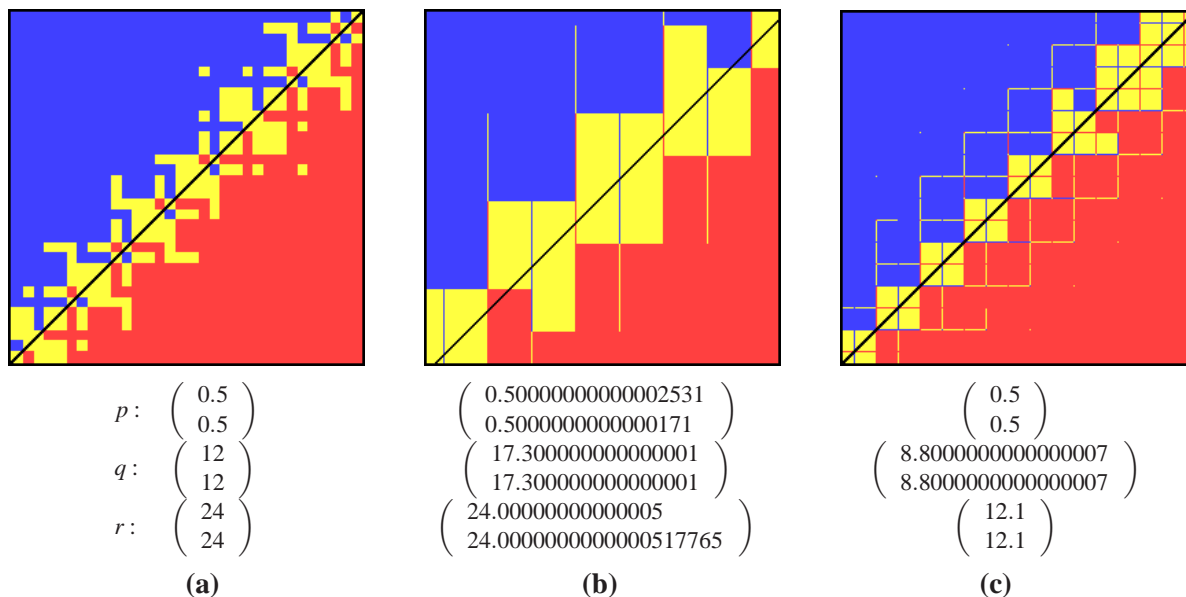 p : ( 0.5 ) ( 0.50000000000002531 ) ( 0.5 )
( 0.5 ) ( 0.5000000000000171 ) ( 0.5 )
q : ( 12 ) ( 17.300000000000001 ) ( 8.8000000000000007 )
( 12 ) ( 17.300000000000001 ) ( 8.8000000000000007 )
r : ( 24 ) ( 24.00000000000005 ) ( 12.1 )
( 24 ) ( 24.0000000000000517765 ) ( 12.1 )
(a) (b) (c)